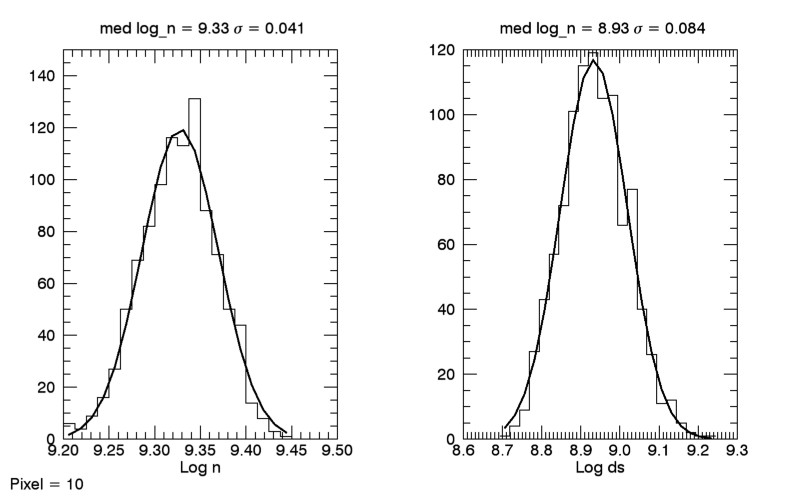 med log_n = 9.33 σ = 0.041
med log_n = 8.93 σ = 0.084
140
120
100
80
60
40
20
0
9.20 9.25 9.30 9.35 9.40 9.45 9.50
Log n
120
100
80
60
40
20
0
8.6 8.7 8.8 8.9 9.0 9.1 9.2 9.3
Log ds
Pixel = 10